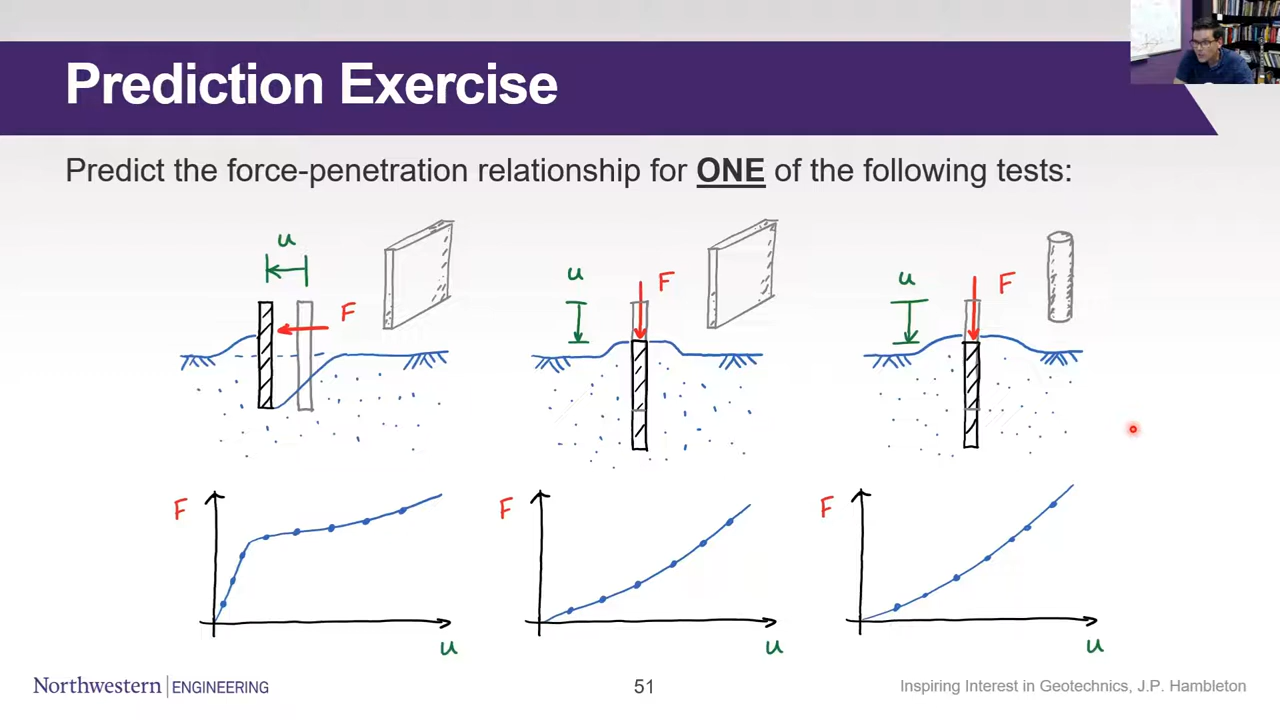 Prediction Exercise
Predict the force-penetration relationship for ONE of the following tests:
u
F
u
F
u
F
F
u
F
u
F
u
Northwestern | ENGINEERING
51
Inspiring Interest in Geotechnics, J.P. Hambleton